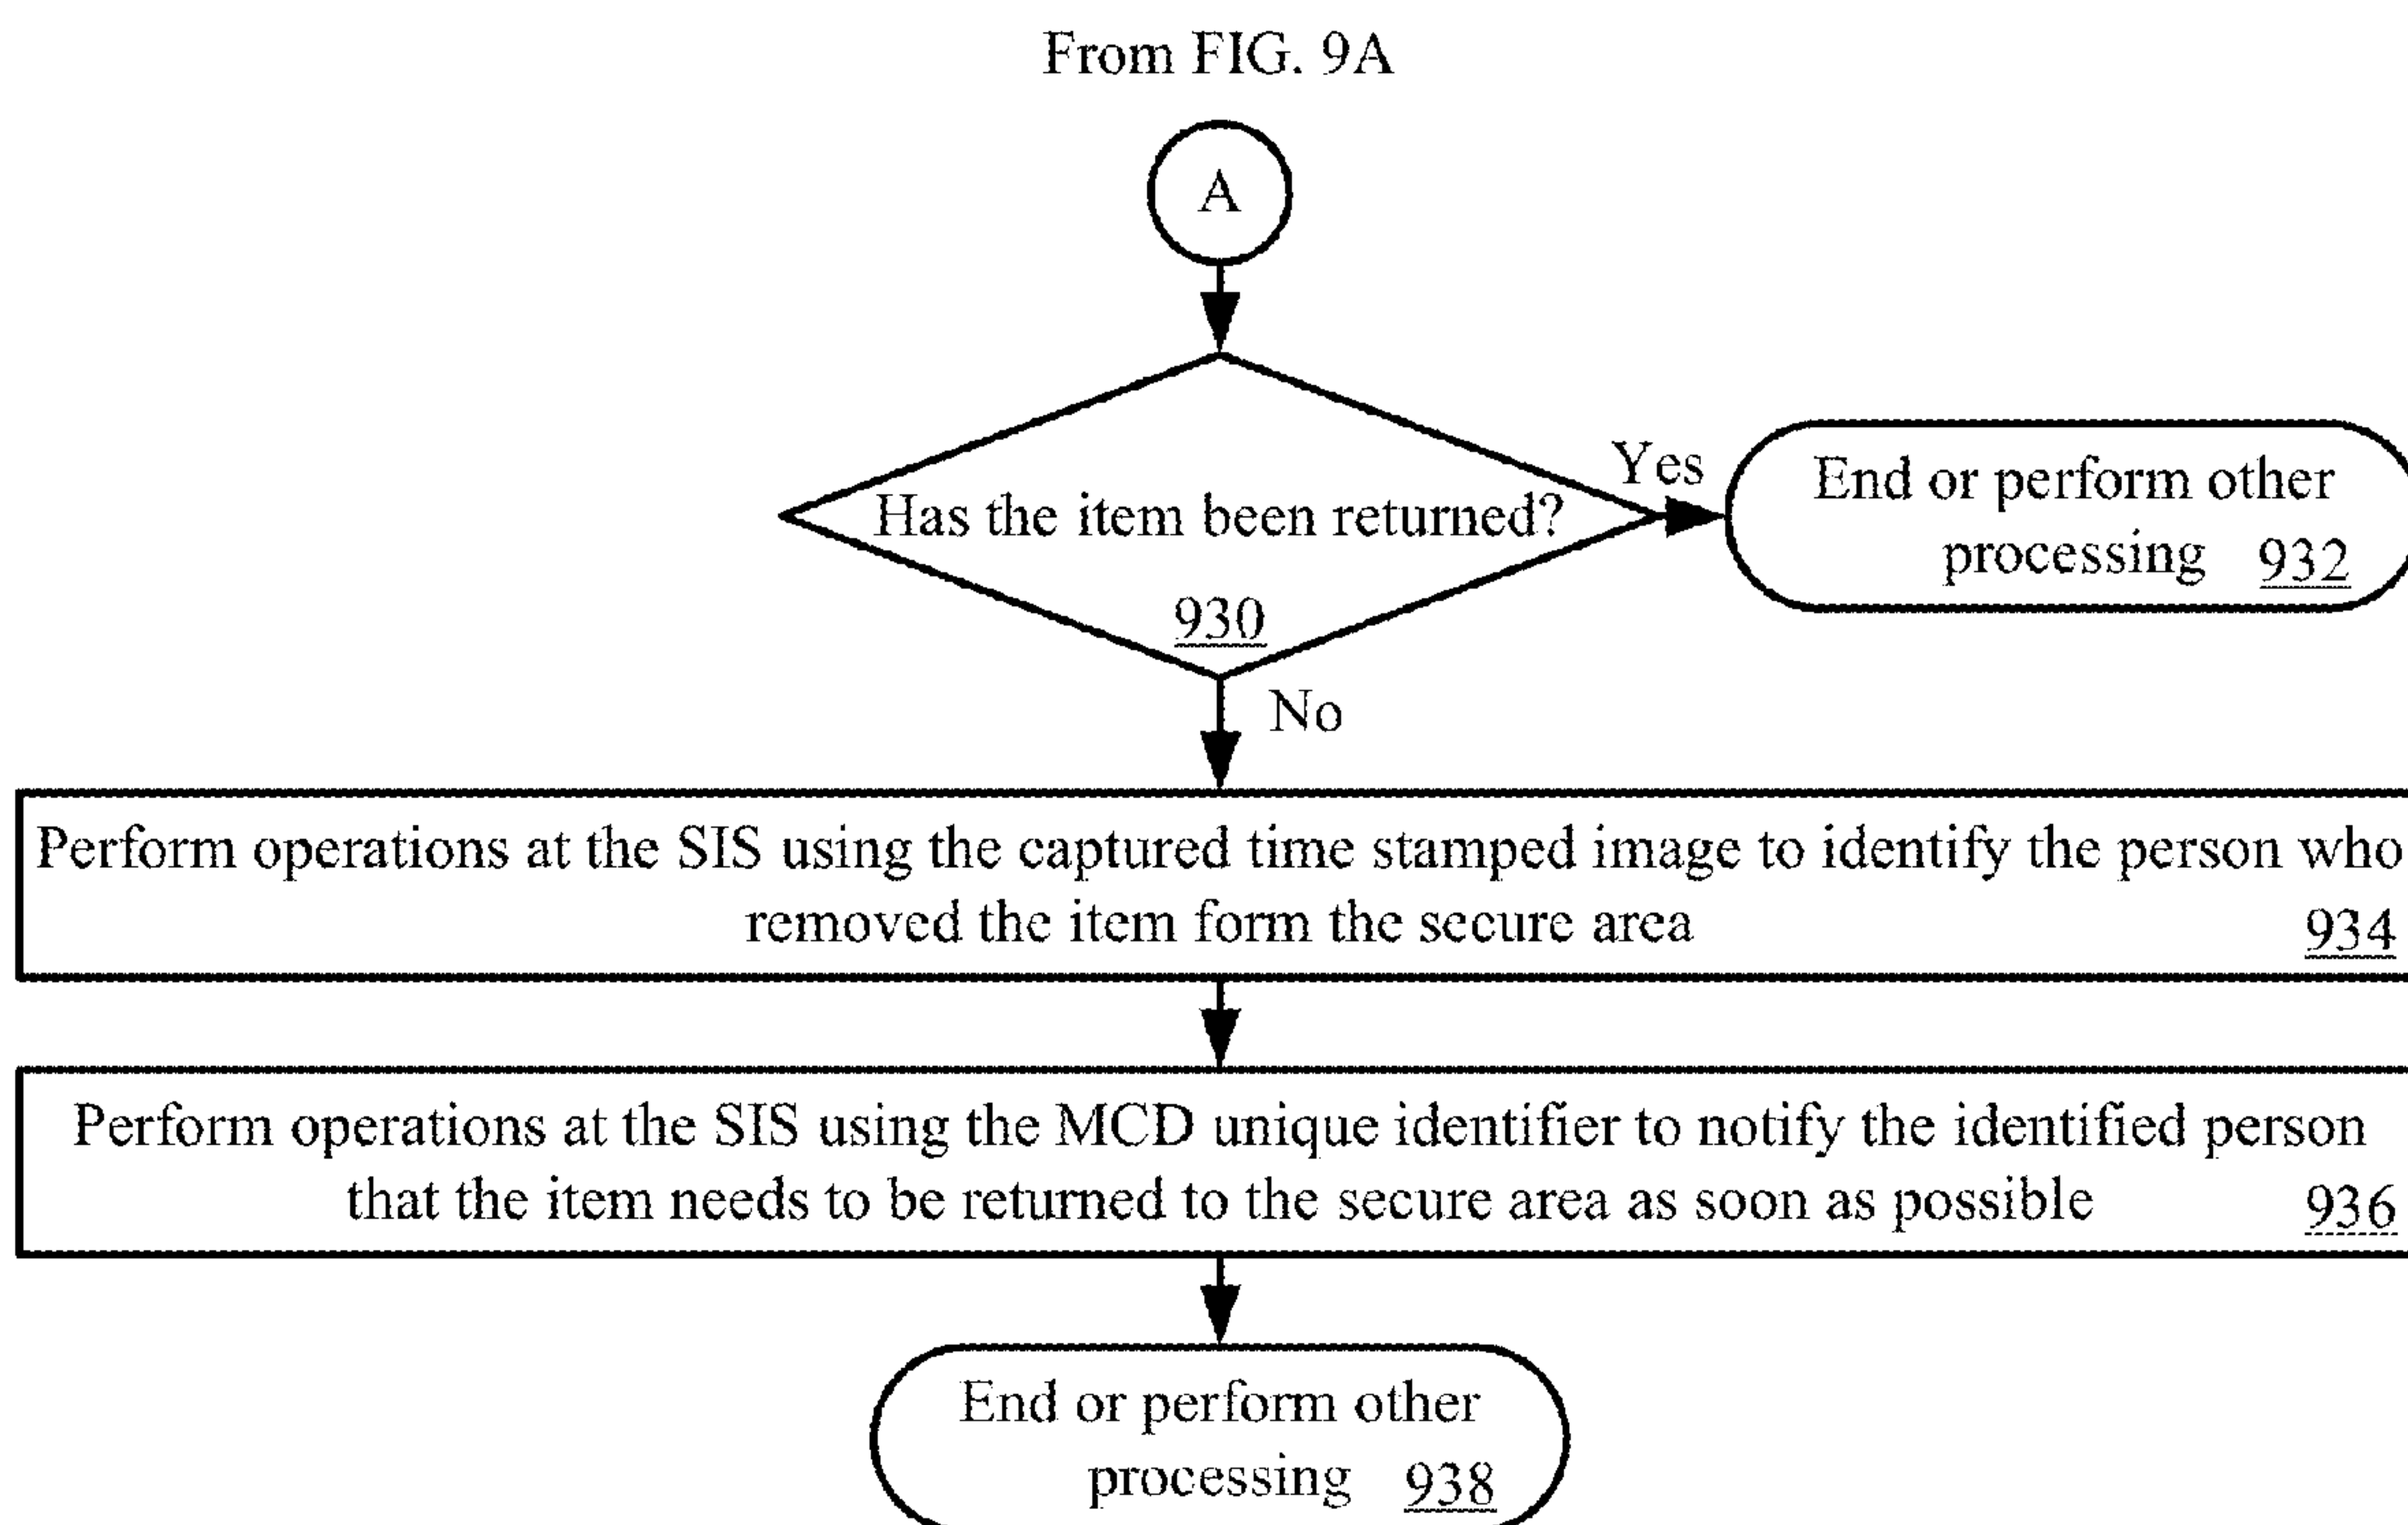 From FIG. 9A
A
Has the item been returned?
930
Yes
End or perform other
processing 932
No
Perform operations at the SIS using the captured time stamped image to identify the person who
removed the item form the secure area 934
Perform operations at the SIS using the MCD unique identifier to notify the identified person
that the item needs to be returned to the secure area as soon as possible 936
End or perform other
processing 938